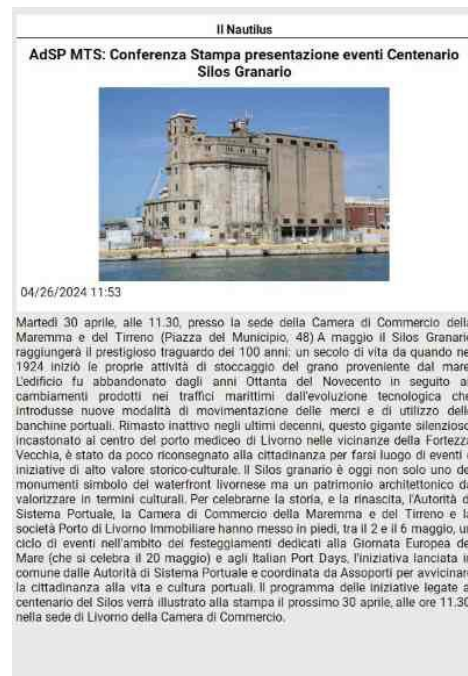 Il Nautilus
AdSP MTS: Conferenza Stampa presentazione eventi Centenario
Silos Granario
04/26/2024 11:53
Martedì 30 aprile, alle 11.30, presso la sede della Camera di Commercio dell
Maremma e del Tirreno (Piazza del Municipio, 48) A maggio il Silos Granario
raggiungerà il prestigioso traguardo dei 100 anni: un secolo di vita da quando ne
1924 iniziò le proprie attività di stoccaggio del grano proveniente dal mare
L'edificio fu abbandonato dagli anni Ottanta del Novecento in seguito a
cambiamenti prodotti nei traffici marittimi dall'evoluzione tecnologica che
introdusse nuove modalità di movimentazione delle merci e di utilizzo dell
banchine portuali. Rimasto inattivo negli ultimi decenni, questo gigante silenzioso
incastonato al centro del porto mediceo di Livorno nelle vicinanze della Fortezza
Vecchia, è stato da poco riconsegnato alla cittadinanza per farsi luogo di eventi e
iniziative di alto valore storico-culturale. Il Silos granario è oggi non solo uno de
monumenti simbolo del waterfront livornese ma un patrimonio architettonico da
valorizzare in termini culturali. Per celebrarne la storia, e la rinascita, l'Autorità d
Sistema Portuale, la Camera di Commercio della Maremma e del Tirreno e la
società Porto di Livorno Immobiliare hanno messo in piedi, tra il 2 e il 6 maggio, un
ciclo di eventi nell'ambito dei festeggiamenti dedicati alla Giornata Europea de
Mare (che si celebra il 20 maggio) e agli Italian Port Days, l'iniziativa lanciata in
comune dalle Autorità di Sistema Portuale e coordinata da Assoporti per avvicinare
la cittadinanza alla vita e cultura portuali. Il programma delle iniziative legate a
centenario del Silos verrà illustrato alla stampa il prossimo 30 aprile, alle ore 11.30
nella sede di Livorno della Camera di Commercio.